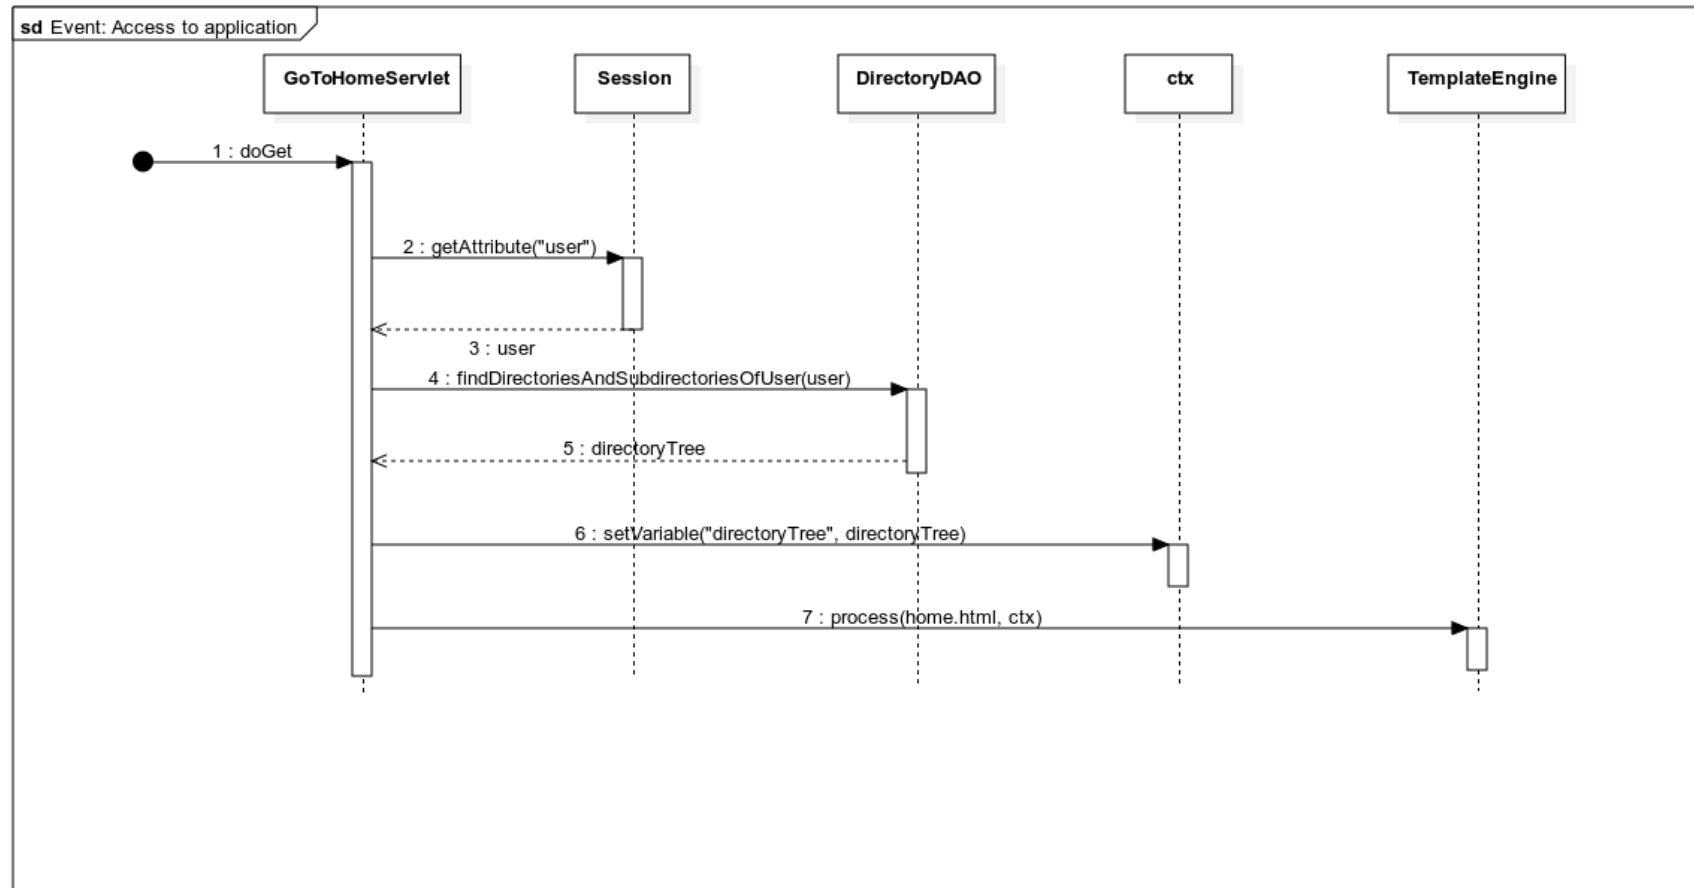 sd Event: Access to application
GoToHomeServlet
Session
DirectoryDAO
ctx
TemplateEngine
1 : doGet
2 : getAttribute("user")
3 : user
4 : findDirectoriesAndSubdirectoriesOfUser(user)
5 : directoryTree
6 : setVariable("directoryTree", directoryTree)
7 : process(home.html, ctx)